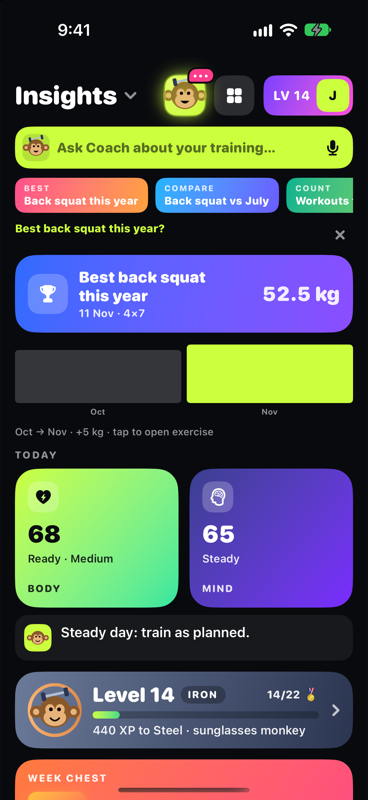 9:41
Insights
LV 14
J
Ask Coach about your training...
BEST
Back squat this year
COMPARE
Back squat vs July
COUNT
Workouts
Best back squat this year?
Best back squat
this year
11 Nov · 4×7
52.5 kg
Oct
Nov
Oct → Nov · +5 kg · tap to open exercise
TODAY
68
Ready · Medium
BODY
65
Steady
MIND
Steady day: train as planned.
Level 14
IRON
14/22
440 XP to Steel · sunglasses monkey
WEEK CHEST